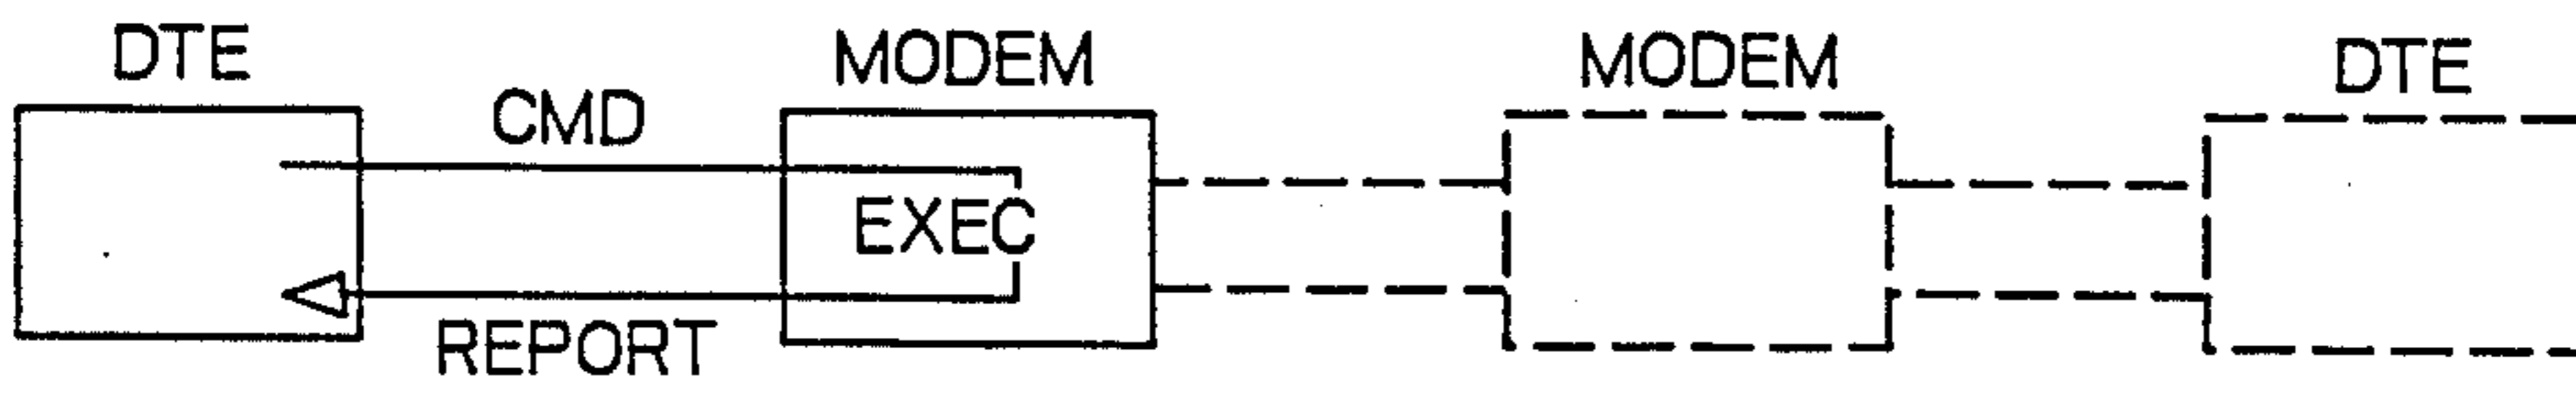 DTE
MODEM
MODEM
DTE
CMD
EXEC
REPORT